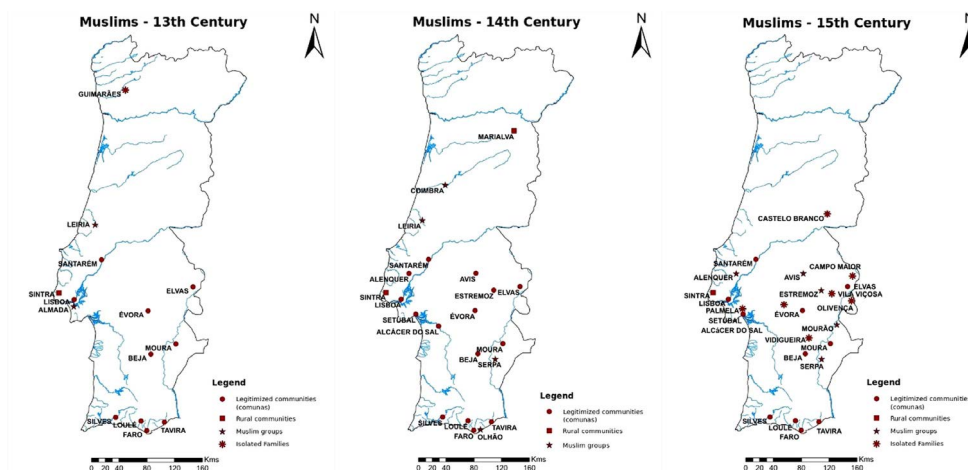 Muslims - 13th Century
N
GUIMARÃES
LEIRIA
SANTARÉM
ELVAS
SINTRA
LISBOA
ALMADA
ÉVORA
MOURA
BEJA
SILVES
LOULÉ
FARO
TAVIRA
Legend
Legitimized communities
(comunas)
Rural communities
Muslim groups
Isolated Families
0 20 40 80 120 160
Kms
Muslims - 14th Century
N
MARIALVA
COIMBRA
LEIRIA
SANTARÉM
ALENQUER
AVIS
SINTRA
ESTREMOZ
ELVAS
LISBOA
SETÚBAL
ÉVORA
ALCÁCER DO SAL
MOURA
BEJA
SERPA
SILVES
LOULÉ
FARO
TAVIRA
OLHÃO
Legend
Legitimized communities
(comunas)
Rural communities
Muslim groups
0 20 40 80 120 160
Kms
Muslims - 15th Century
N
CASTELO BRANCO
SANTARÉM
CAMPO MAIOR
ALENQUER
AVIS
ELVAS
SINTRA
ESTREMOZ
VILA VIÇOSA
LISBOA
OLIVENÇA
PALMELA
ÉVORA
SETÚBAL
MOURÃO
ALCÁCER DO SAL
VIDIGUEIRA
MOURA
BEJA
SERPA
SILVES
LOULÉ
FARO
TAVIRA
Legend
Legitimized communities
(comunas)
Rural communities
Muslim groups
Isolated Families
0 20 40 80 120 160
Kms